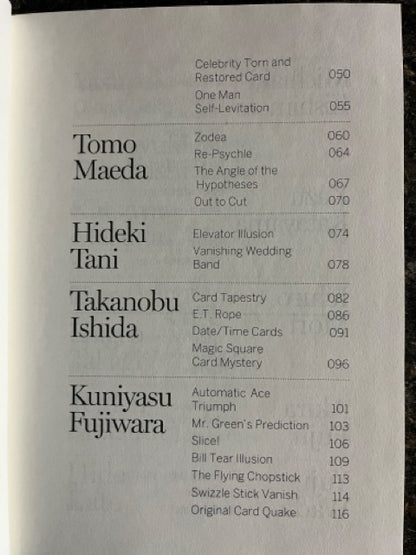 Celebrity Torn and
Restored Card 050
One Man
Self-Levitation 055
Tomo
Maeda
Zodea 060
Re-Psychle 064
The Angle of the
Hypotheses 067
Out to Cut 070
Hideki
Tani
Elevator Illusion 074
Vanishing Wedding
Band 078
Takanobu
Ishida
Card Tapestry 082
E.T. Rope 086
Date/Time Cards 091
Magic Square
Card Mystery 096
Kuniyasu
Fujiwara
Automatic Ace
Triumph 101
Mr. Green's Prediction 103
Slice! 106
Bill Tear Illusion 109
The Flying Chopstick 113
Swizzle Stick Vanish 114
Original Card Quake 116